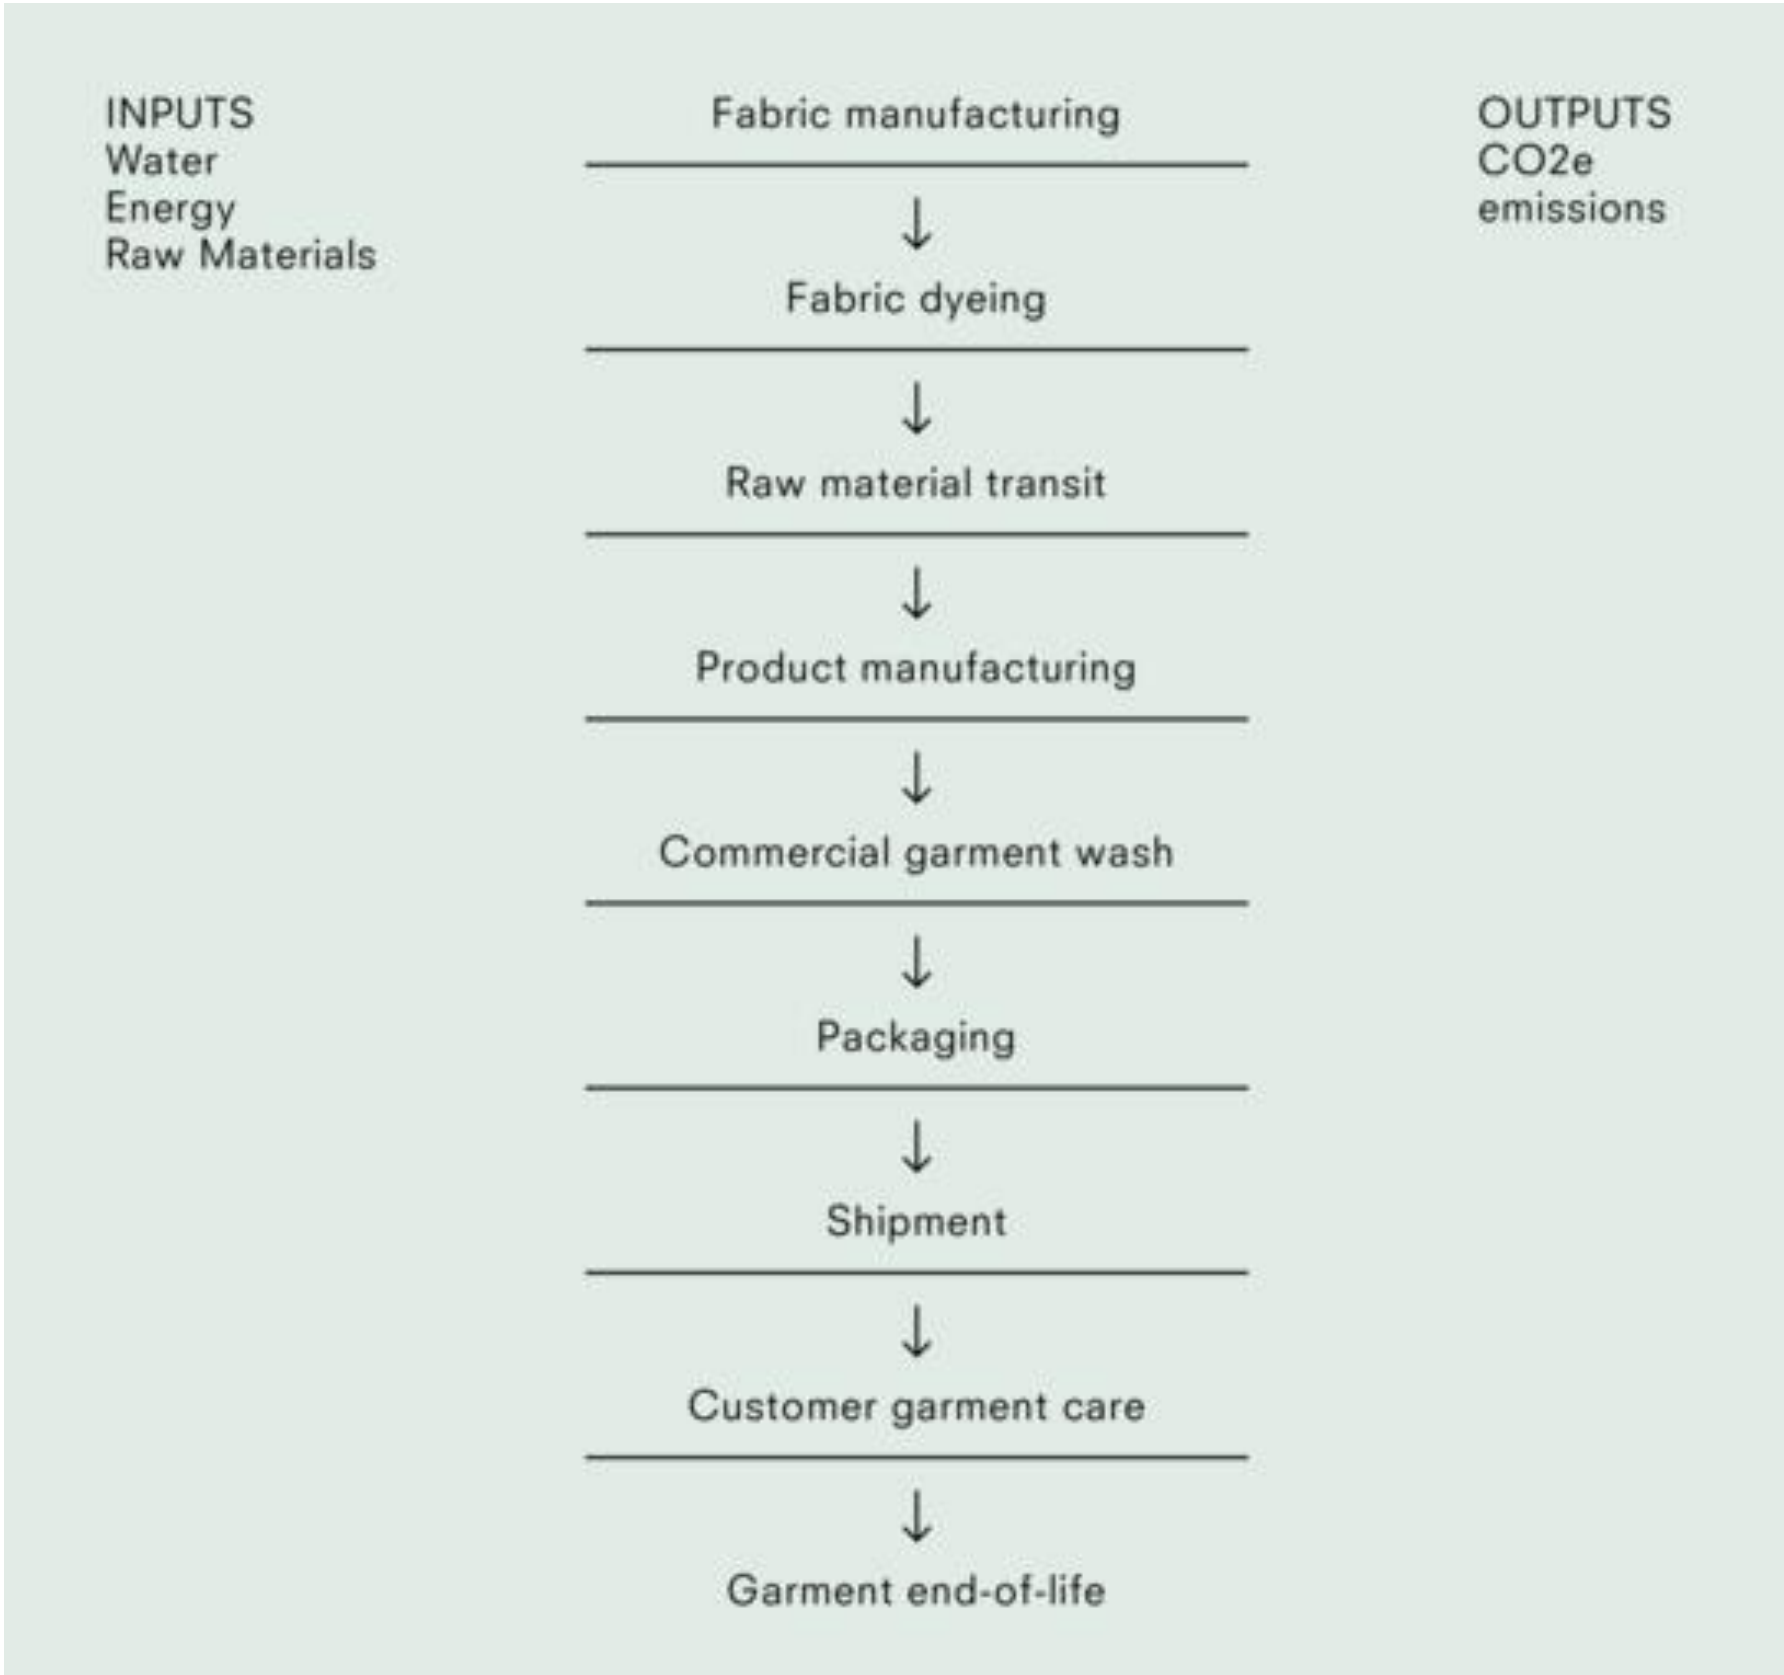 INPUTS
Water
Energy
Raw Materials
Fabric manufacturing
Fabric dyeing
Raw material transit
Product manufacturing
Commercial garment wash
Packaging
Shipment
Customer garment care
Garment end-of-life
OUTPUTS
CO2e
emissions